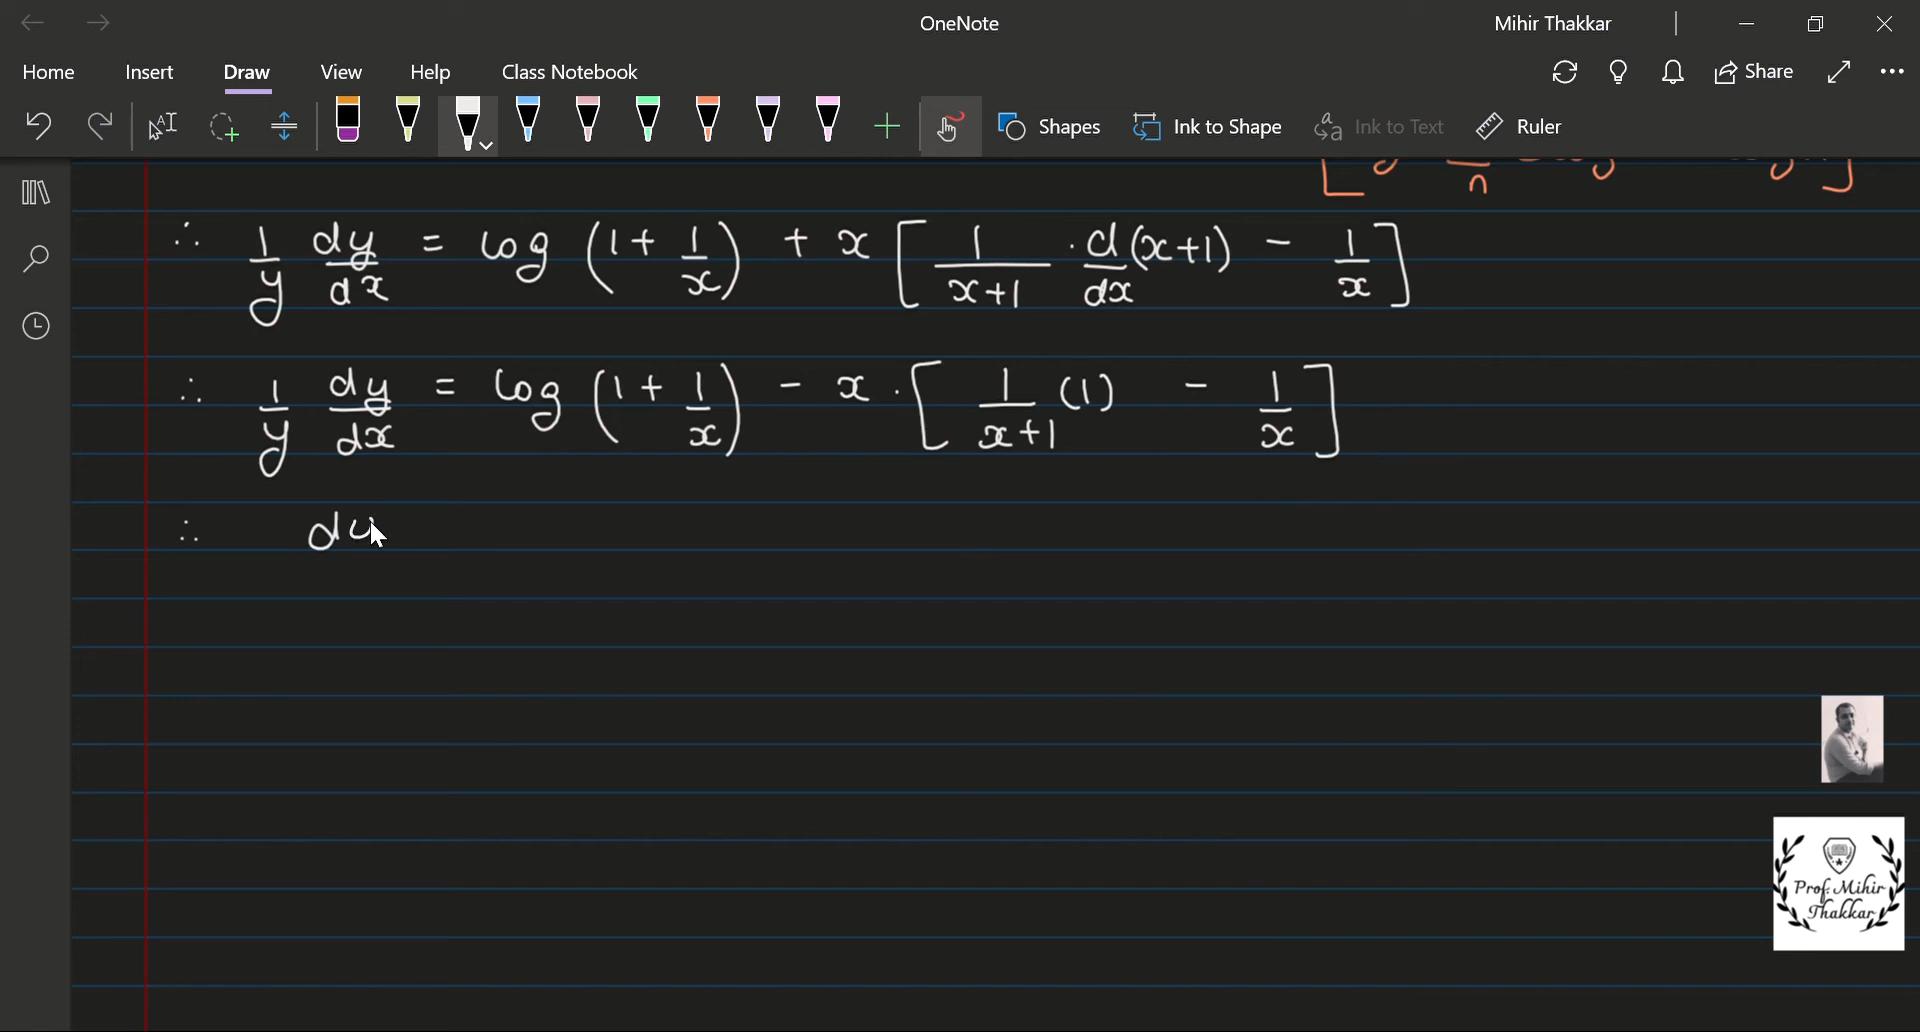 OneNote
Mihir Thakkar
Home Insert Draw View Help Class Notebook
Share
Shapes Ink to Shape Ink to Text Ruler
n
∴ 1/y dy/dx = log (1 + 1/x) + x [ 1/(x+1) · d/dx (x+1) - 1/x ]
∴ 1/y dy/dx = log (1 + 1/x) - x · [ 1/(x+1) (1) - 1/x ]
∴ dy
Prof. Mihir
Thakkar